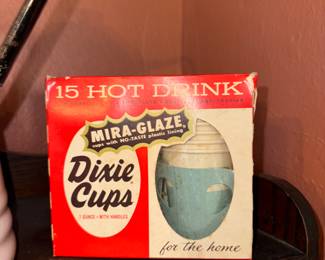 15 HOT DRINK
MIRA-GLAZE
cups with NO-TASTE plastic lining
Dixie
Cups
7 OUNCE • WITH HANDLES
for the home